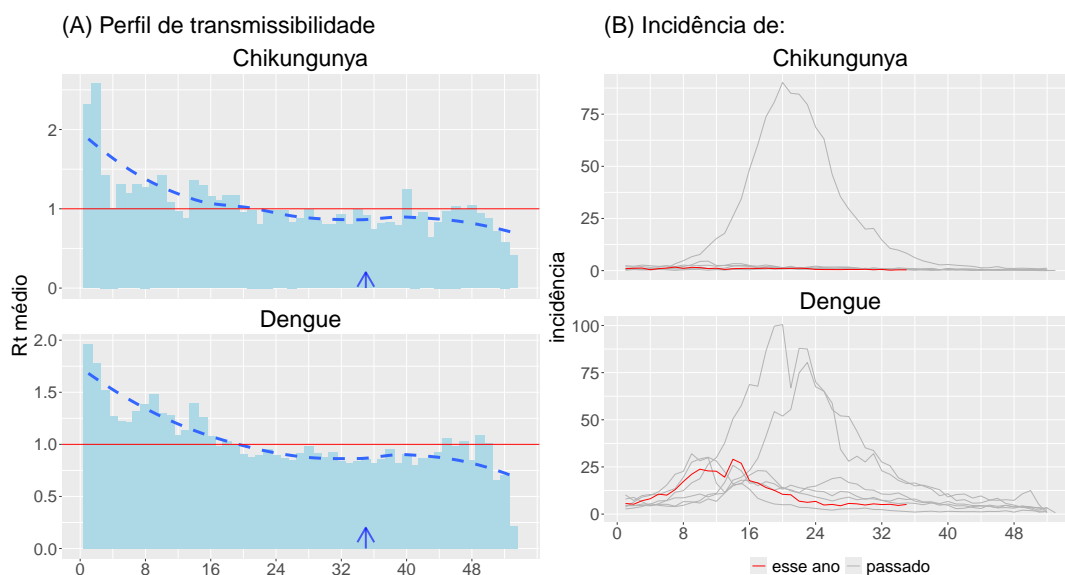 (A) Perfil de transmissibilidade
Chikungunya
2
1
0
Dengue
2.0
1.5
1.0
0.5
0.0
0 8 16 24 32 40 48
Rt médio
(B) Incidência de:
Chikungunya
75
50
25
0
Dengue
100
75
50
25
0
0 8 16 24 32 40 48
incidência
esse ano passado